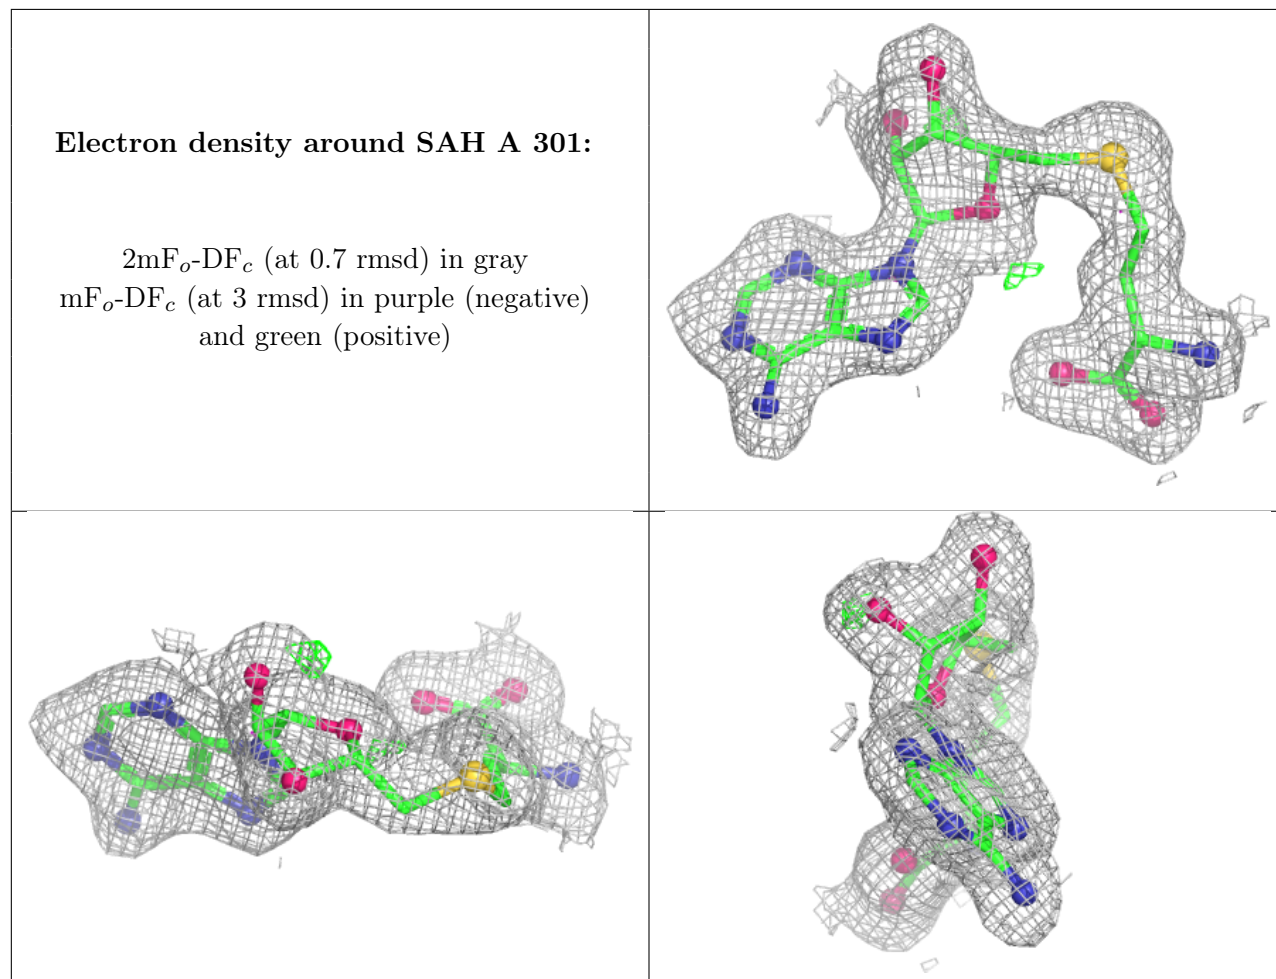 Electron density around SAH A 301:
2mFo-DFc (at 0.7 rmsd) in gray
mFo-DFc (at 3 rmsd) in purple (negative)
and green (positive)